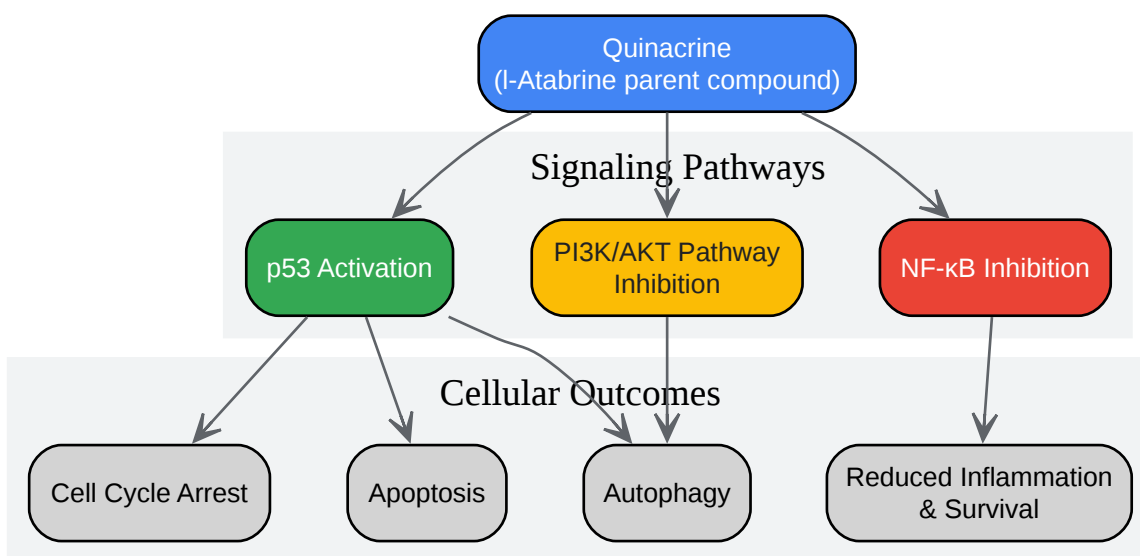 Quinacrine
(l-Atabrine parent compound)
Signaling Pathways
p53 Activation
PI3K/AKT Pathway
Inhibition
NF-κB Inhibition
Cellular Outcomes
Cell Cycle Arrest
Apoptosis
Autophagy
Reduced Inflammation
& Survival